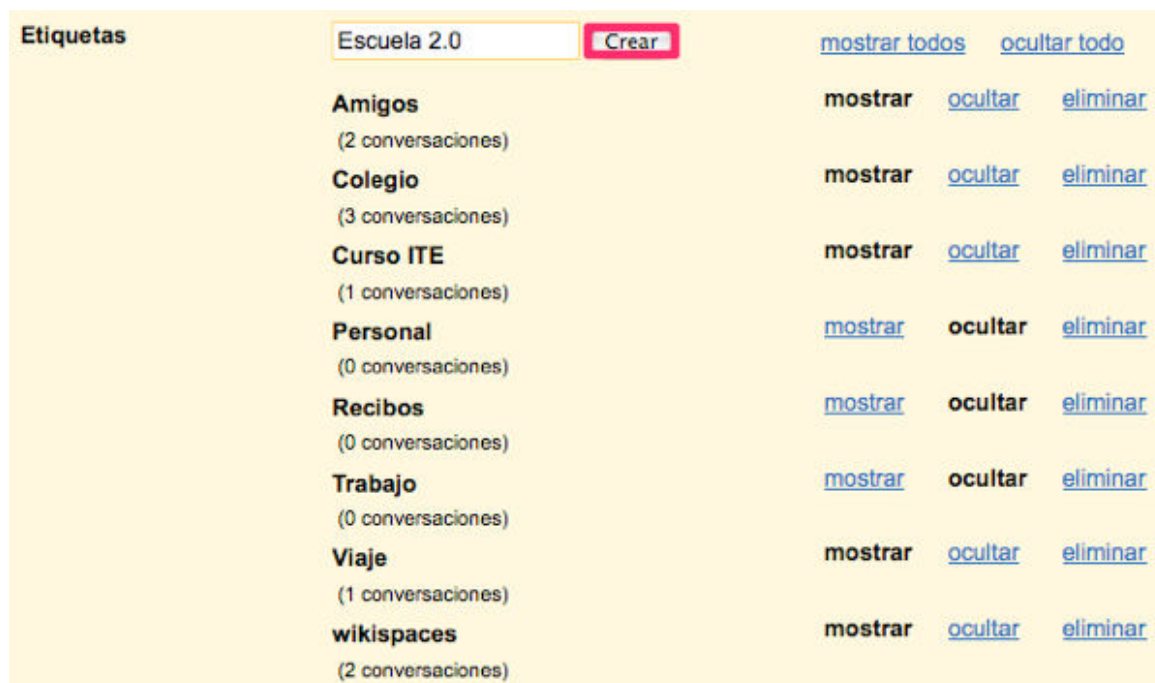 Etiquetas Escuela 2.0 Crear mostrar todos ocultar todo
Amigos mostrar ocultar eliminar
(2 conversaciones)
Colegio mostrar ocultar eliminar
(3 conversaciones)
Curso ITE mostrar ocultar eliminar
(1 conversaciones)
Personal mostrar ocultar eliminar
(0 conversaciones)
Recibos mostrar ocultar eliminar
(0 conversaciones)
Trabajo mostrar ocultar eliminar
(0 conversaciones)
Viaje mostrar ocultar eliminar
(1 conversaciones)
wikispaces mostrar ocultar eliminar
(2 conversaciones)